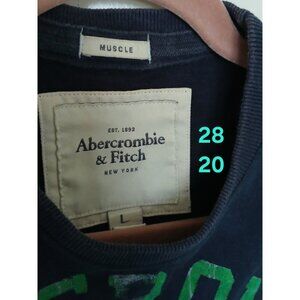 MUSCLE
EST. 1892
Abercrombie
& Fitch
NEW YORK
L
28
20